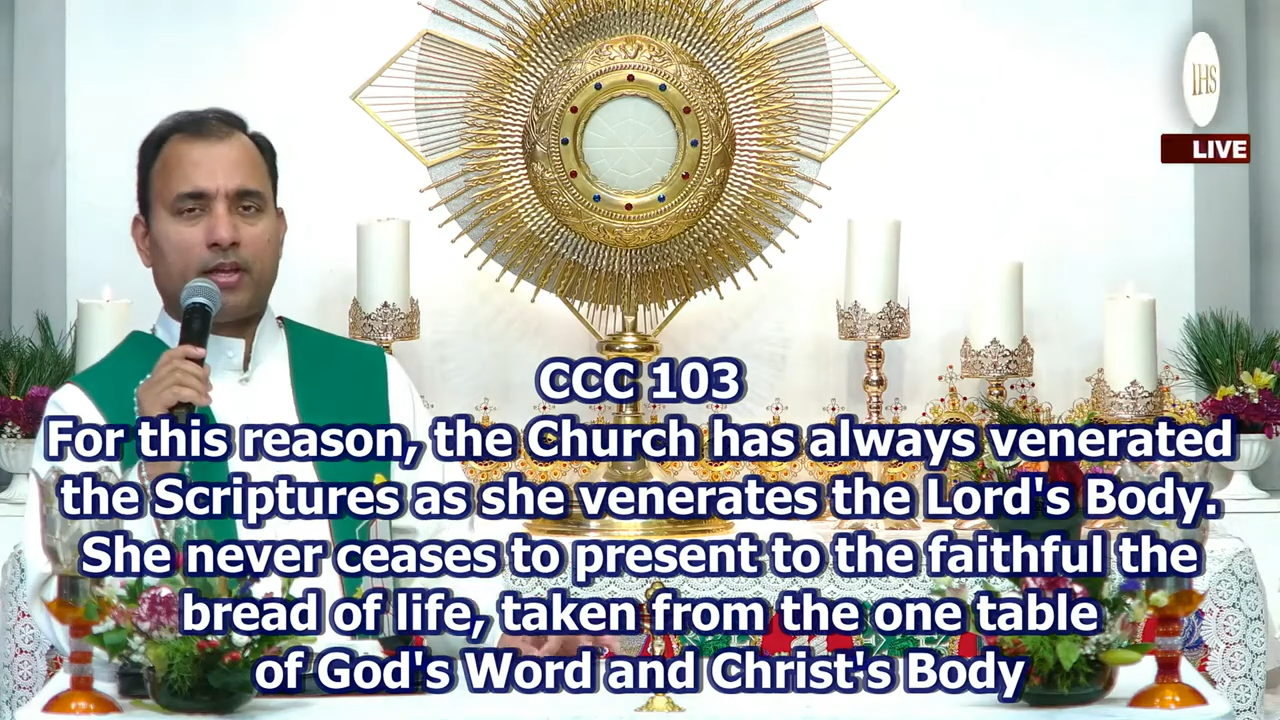 IHS
LIVE
CCC 103
For this reason, the Church has always venerated
the Scriptures as she venerates the Lord's Body.
She never ceases to present to the faithful the
bread of life, taken from the one table
of God's Word and Christ's Body